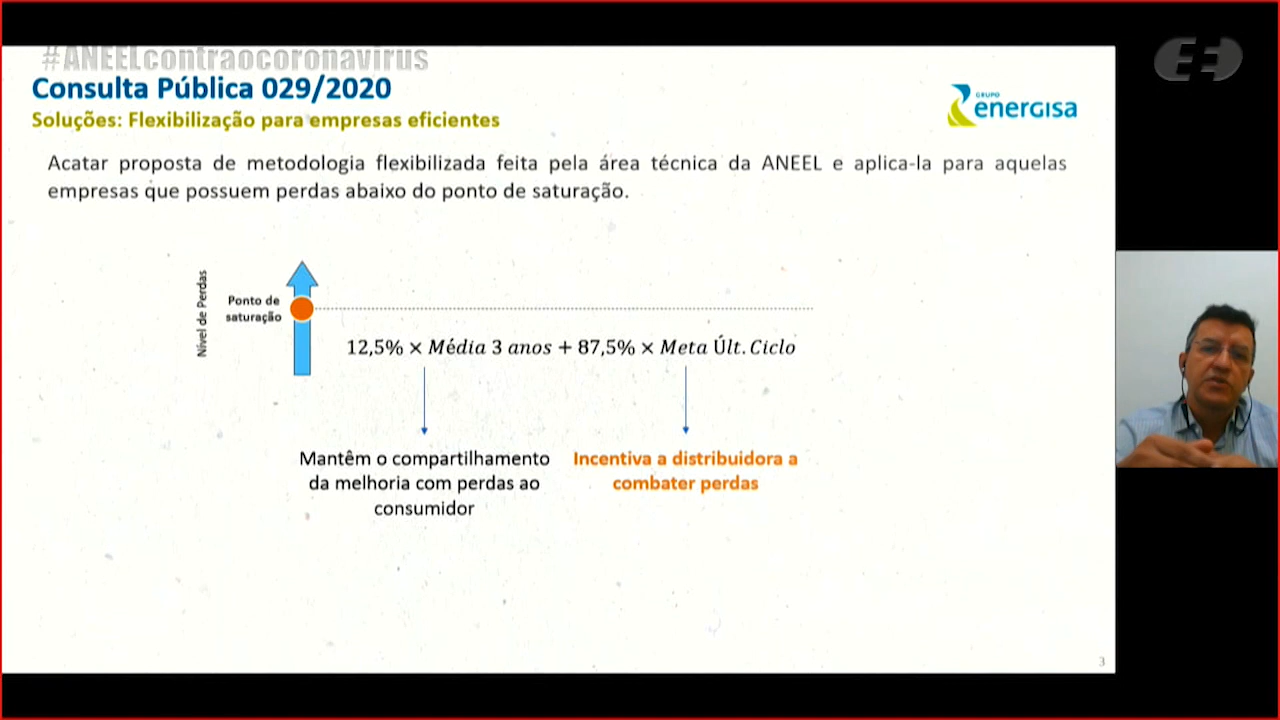 #ANEELcontraocoronavirus
Consulta Pública 029/2020
Soluções: Flexibilização para empresas eficientes
GRUPO
energisa
Acatar proposta de metodologia flexibilizada feita pela área técnica da ANEEL e aplica-la para aquelas
empresas que possuem perdas abaixo do ponto de saturação.
Nível de Perdas
Ponto de
saturação
12,5% × Média 3 anos + 87,5% × Meta Últ. Ciclo
Mantêm o compartilhamento
da melhoria com perdas ao
consumidor
Incentiva a distribuidora a
combater perdas
3